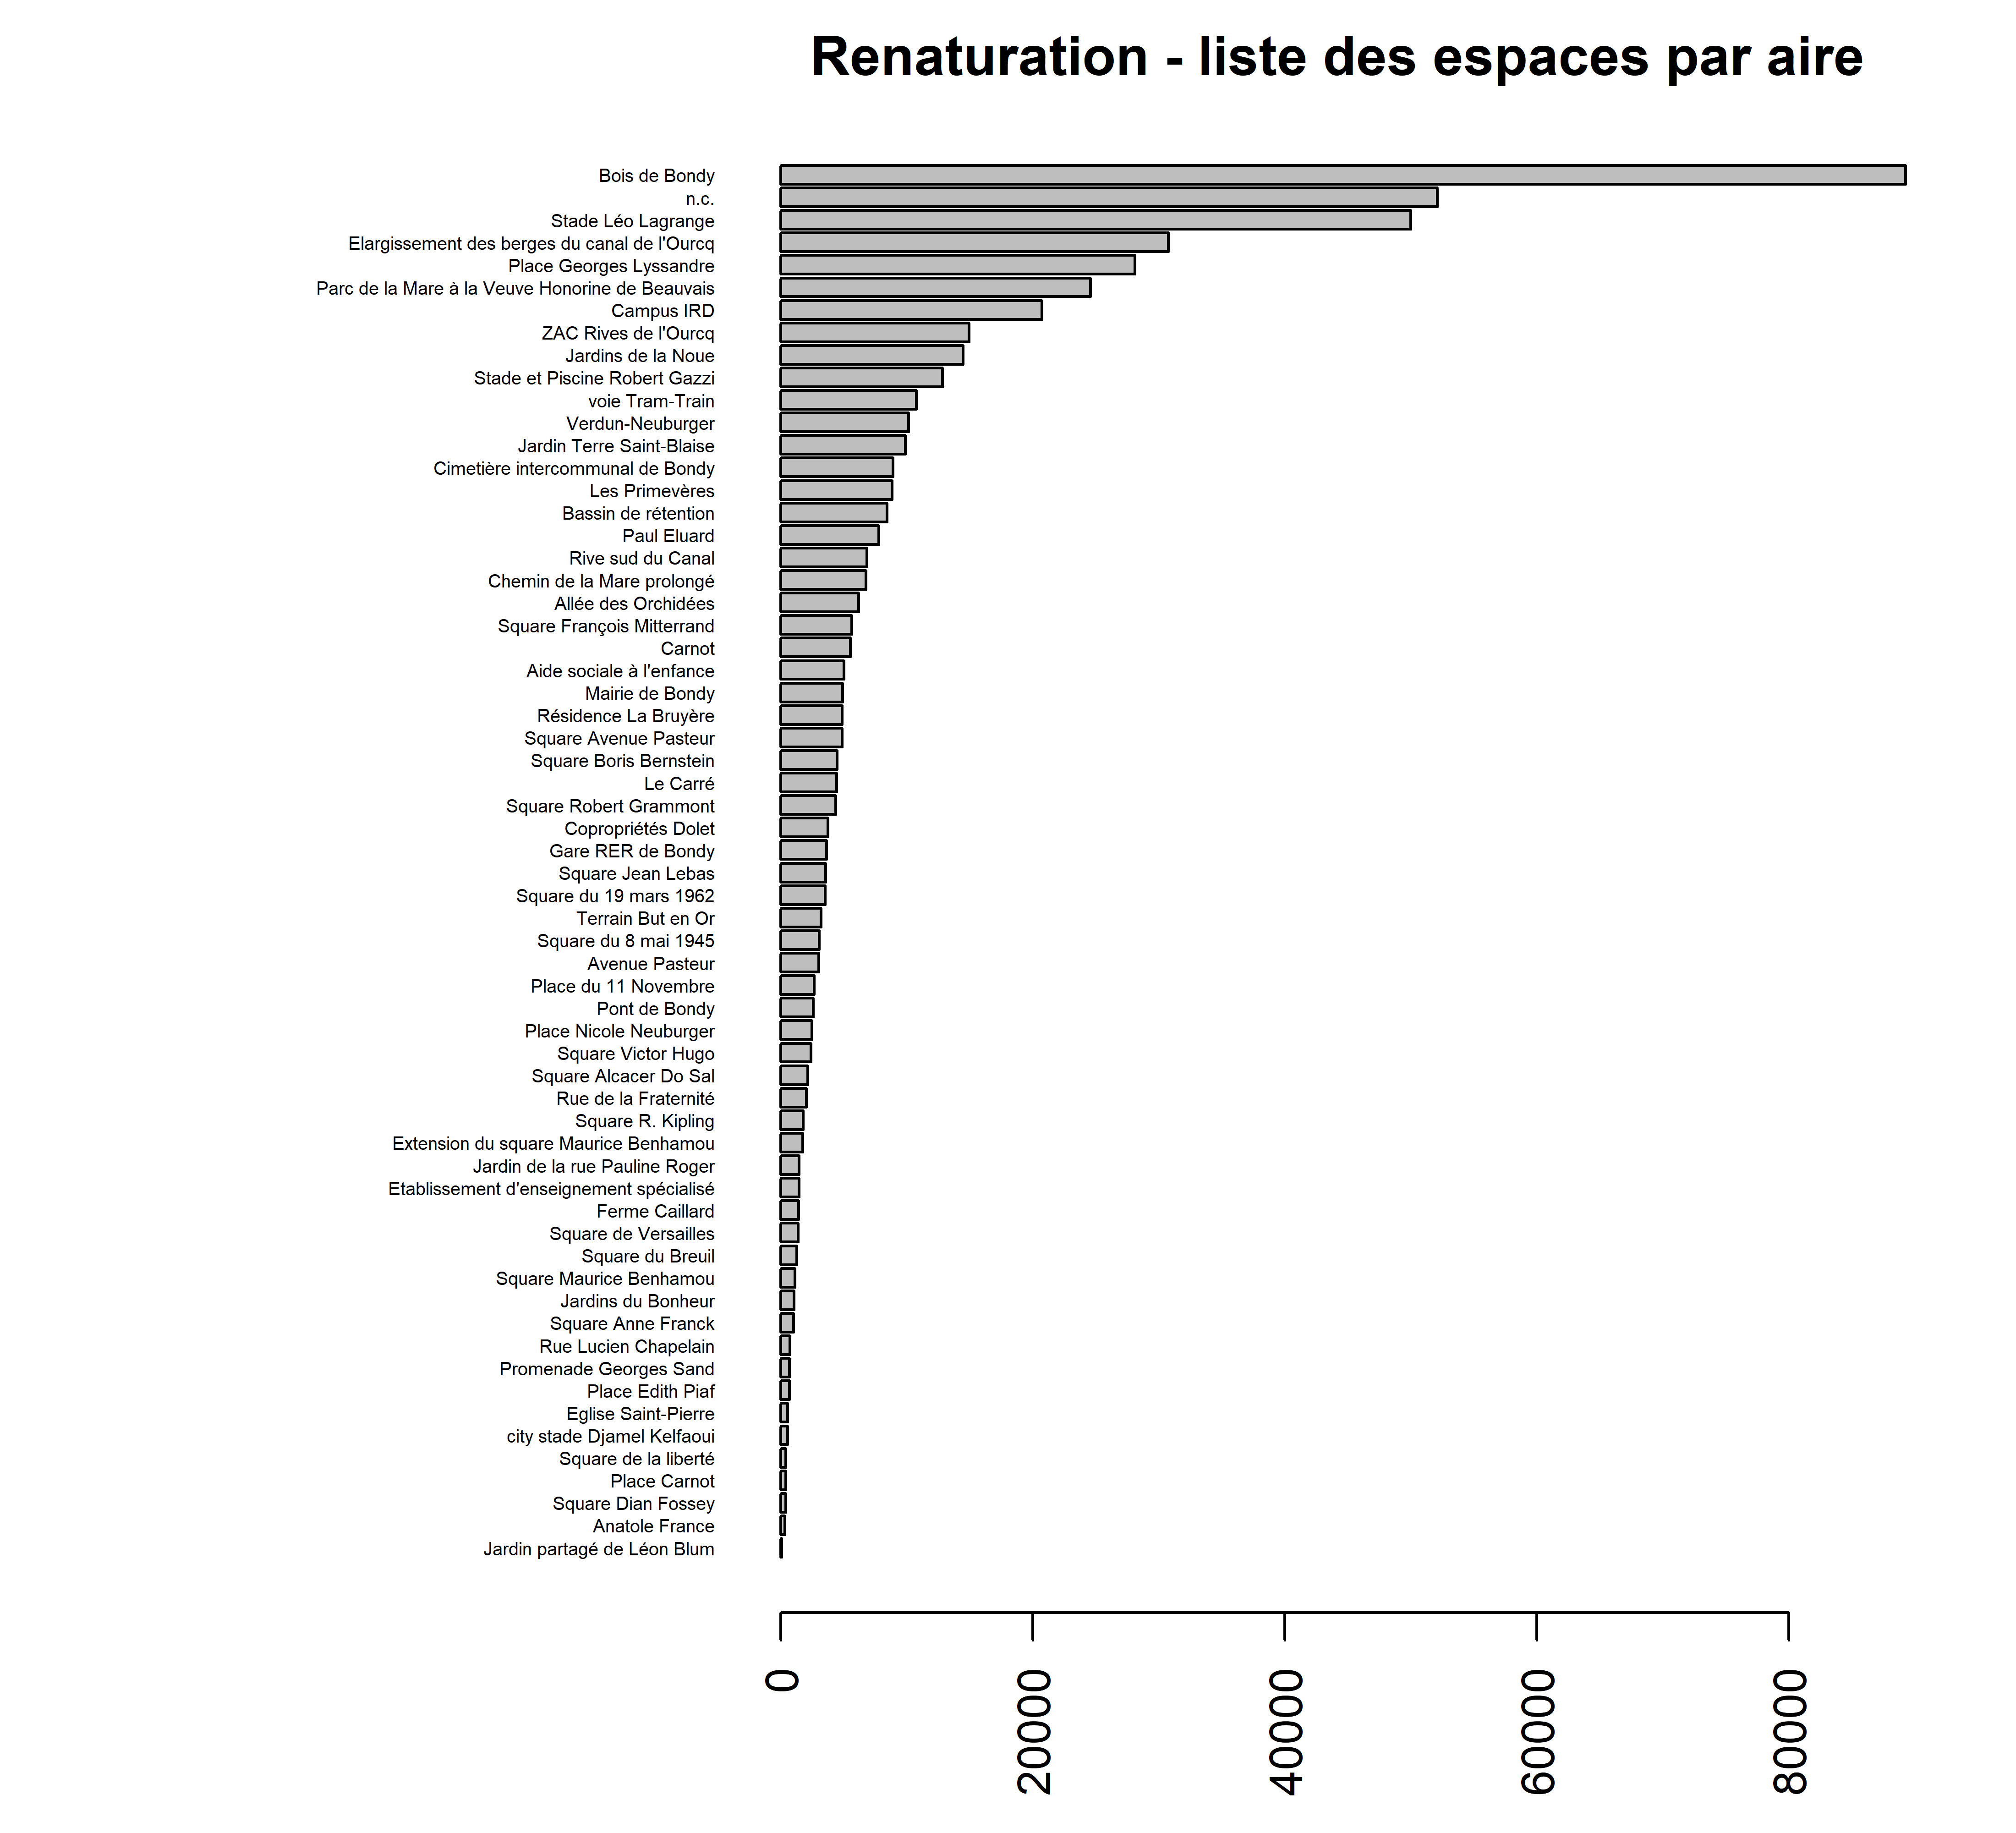 Renaturation - liste des espaces par aire
Bois de Bondy
n.c.
Stade Léo Lagrange
Elargissement des berges du canal de l'Ourcq
Place Georges Lyssandre
Parc de la Mare à la Veuve Honorine de Beauvais
Campus IRD
ZAC Rives de l'Ourcq
Jardins de la Noue
Stade et Piscine Robert Gazzi
voie Tram-Train
Verdun-Neuburger
Jardin Terre Saint-Blaise
Cimetière intercommunal de Bondy
Les Primevères
Bassin de rétention
Paul Eluard
Rive sud du Canal
Chemin de la Mare prolongé
Allée des Orchidées
Square François Mitterrand
Carnot
Aide sociale à l'enfance
Mairie de Bondy
Résidence La Bruyère
Square Avenue Pasteur
Square Boris Bernstein
Le Carré
Square Robert Grammont
Copropriétés Dolet
Gare RER de Bondy
Square Jean Lebas
Square du 19 mars 1962
Terrain But en Or
Square du 8 mai 1945
Avenue Pasteur
Place du 11 Novembre
Pont de Bondy
Place Nicole Neuburger
Square Victor Hugo
Square Alcacer Do Sal
Rue de la Fraternité
Square R. Kipling
Extension du square Maurice Benhamou
Jardin de la rue Pauline Roger
Etablissement d'enseignement spécialisé
Ferme Caillard
Square de Versailles
Square du Breuil
Square Maurice Benhamou
Jardins du Bonheur
Square Anne Franck
Rue Lucien Chapelain
Promenade Georges Sand
Place Edith Piaf
Eglise Saint-Pierre
city stade Djamel Kelfaoui
Square de la liberté
Place Carnot
Square Dian Fossey
Anatole France
Jardin partagé de Léon Blum
0
20000
40000
60000
80000